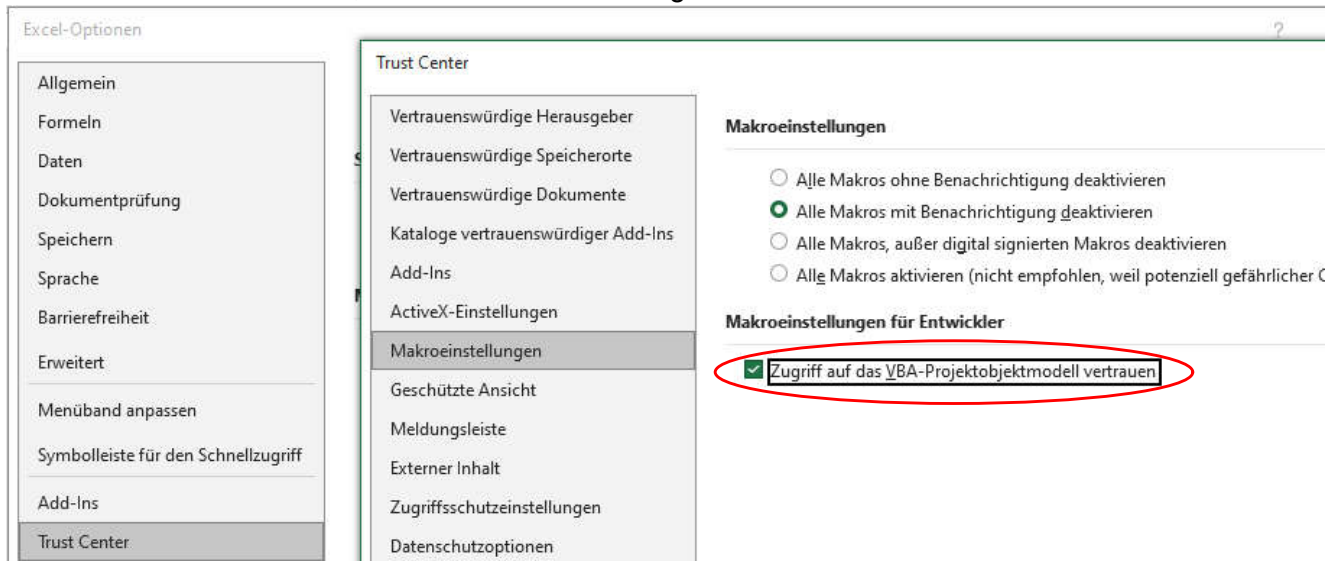 Excel-Optionen
?
Allgemein
Formeln
Daten
Dokumentprüfung
Speichern
Sprache
Barrierefreiheit
Erweitert
Menüband anpassen
Symbolleiste für den Schnellzugriff
Add-Ins
Trust Center
Trust Center
Vertrauenswürdige Herausgeber
Vertrauenswürdige Speicherorte
Vertrauenswürdige Dokumente
Kataloge vertrauenswürdiger Add-Ins
Add-Ins
ActiveX-Einstellungen
Makroeinstellungen
Geschützte Ansicht
Meldungsleiste
Externer Inhalt
Zugriffsschutzeinstellungen
Datenschutzoptionen
Makroeinstellungen
Alle Makros ohne Benachrichtigung deaktivieren
Alle Makros mit Benachrichtigung deaktivieren
Alle Makros, außer digital signierten Makros deaktivieren
Alle Makros aktivieren (nicht empfohlen, weil potenziell gefährlicher
Makroeinstellungen für Entwickler
Zugriff auf das VBA-Projektobjektmodell vertrauen